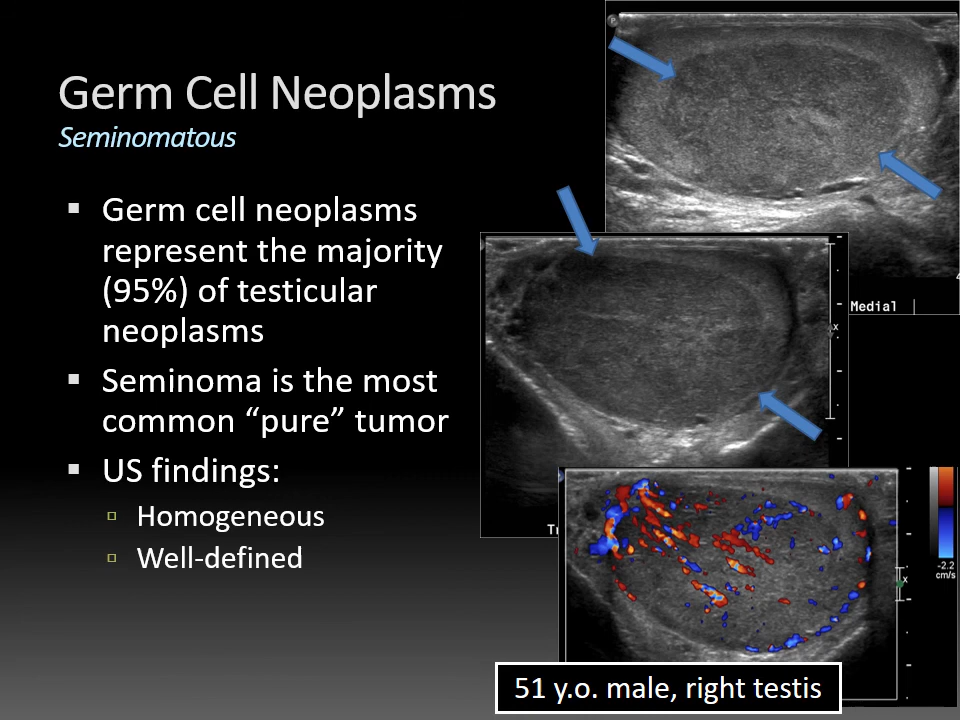 Germ Cell Neoplasms
Seminomatous
Germ cell neoplasms
represent the majority
(95%) of testicular
neoplasms
Seminoma is the most
common “pure” tumor
US findings:
Homogeneous
Well-defined
P
4
Medial
x
T
-2.2
cm/s
x
51 y.o. male, right testis